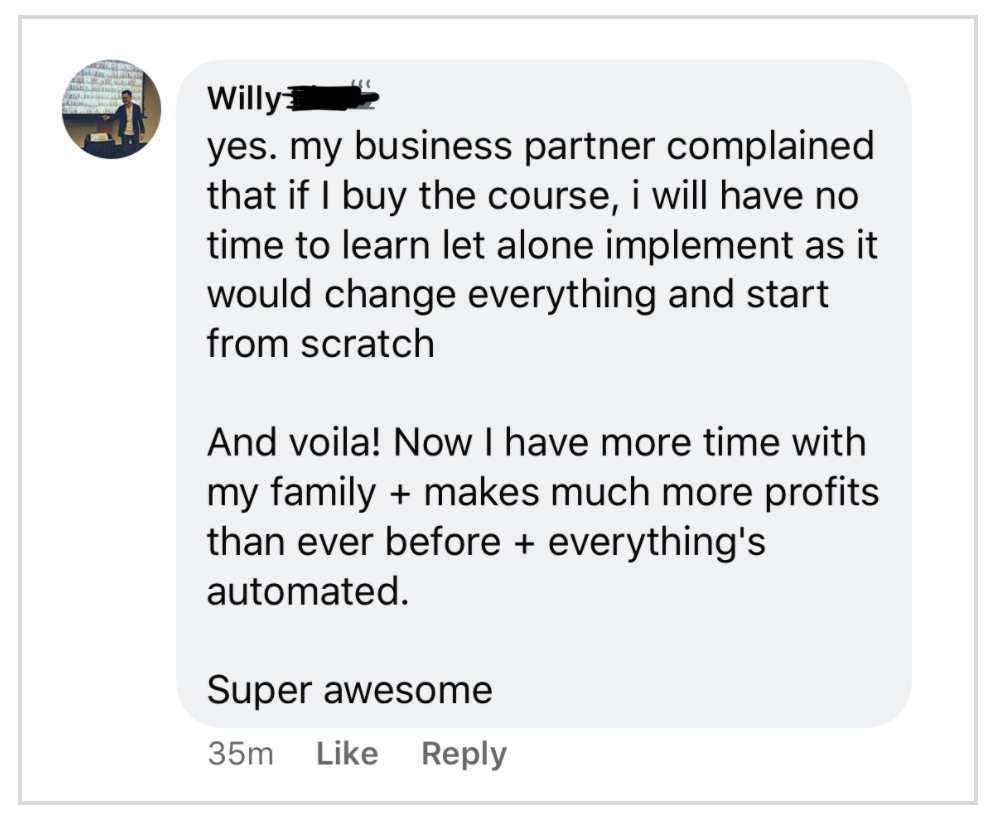 Willy
yes. my business partner complained
that if I buy the course, i will have no
time to learn let alone implement as it
would change everything and start
from scratch
And voila! Now I have more time with
my family + makes much more profits
than ever before + everything's
automated.
Super awesome
35m Like Reply